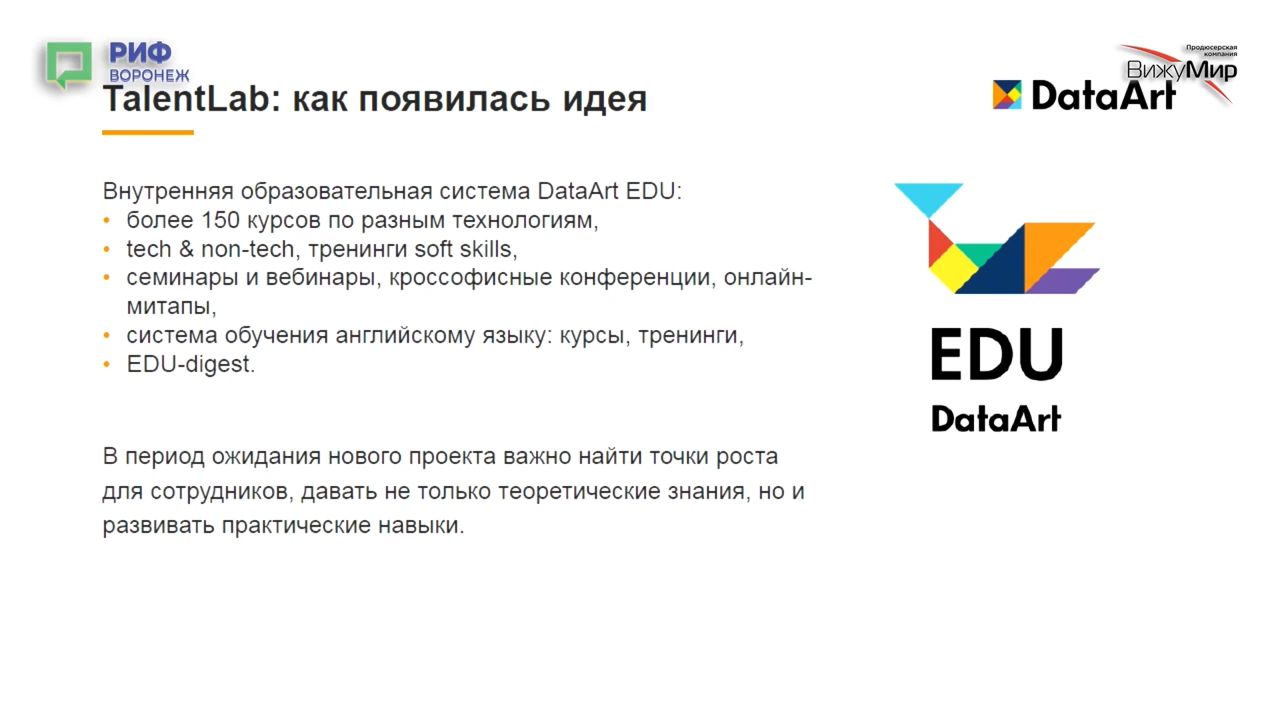 РИФ
ВОРОНЕЖ
Продюсерская
компания
ВижуМир
TalentLab: как появилась идея
DataArt
Внутренняя образовательная система DataArt EDU:
• более 150 курсов по разным технологиям,
• tech & non-tech, тренинги soft skills,
• семинары и вебинары, кроссофисные конференции, онлайн-
митапы,
• система обучения английскому языку: курсы, тренинги,
• EDU-digest.
EDU
DataArt
В период ожидания нового проекта важно найти точки роста
для сотрудников, давать не только теоретические знания, но и
развивать практические навыки.